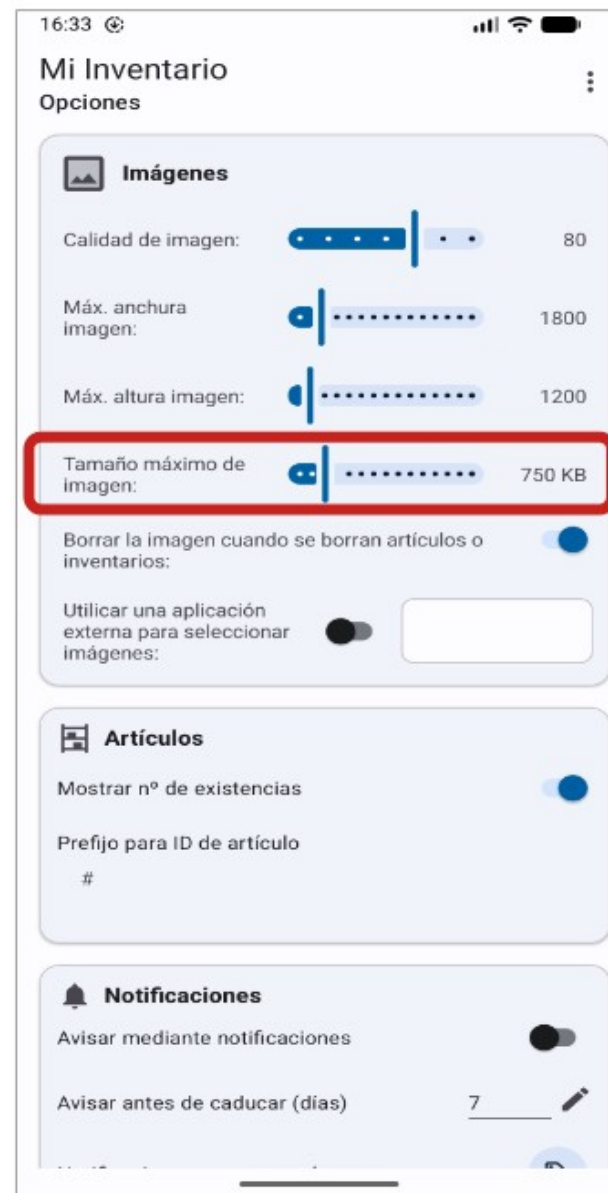 16:33
Mi Inventario
Opciones
Imágenes
Calidad de imagen:
80
Máx. anchura
imagen:
1800
Máx. altura imagen:
1200
Tamaño máximo de
imagen:
750 KB
Borrar la imagen cuando se borran artículos o
inventarios:
Utilizar una aplicación
externa para seleccionar
imágenes:
Artículos
Mostrar nº de existencias
Prefijo para ID de artículo
#
Notificaciones
Avisar mediante notificaciones
Avisar antes de caducar (días)
7